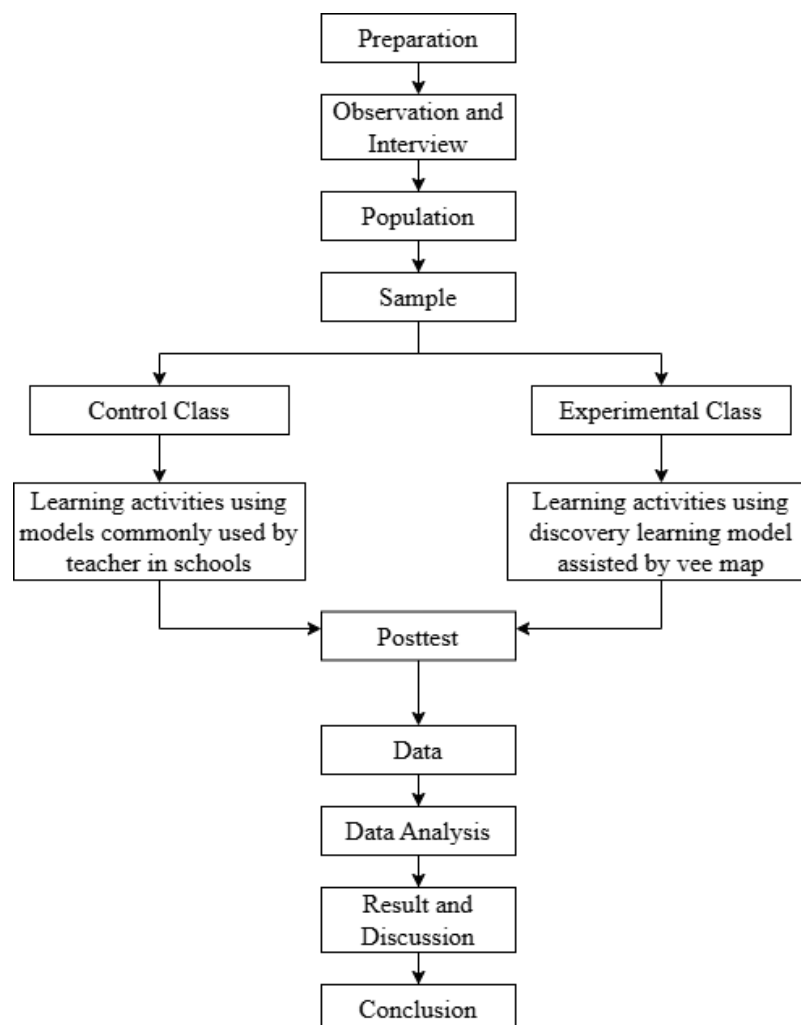 Preparation
Observation and
Interview
Population
Sample
Control Class
Experimental Class
Learning activities using
models commonly used by
teacher in schools
Learning activities using
discovery learning model
assisted by vee map
Posttest
Data
Data Analysis
Result and
Discussion
Conclusion